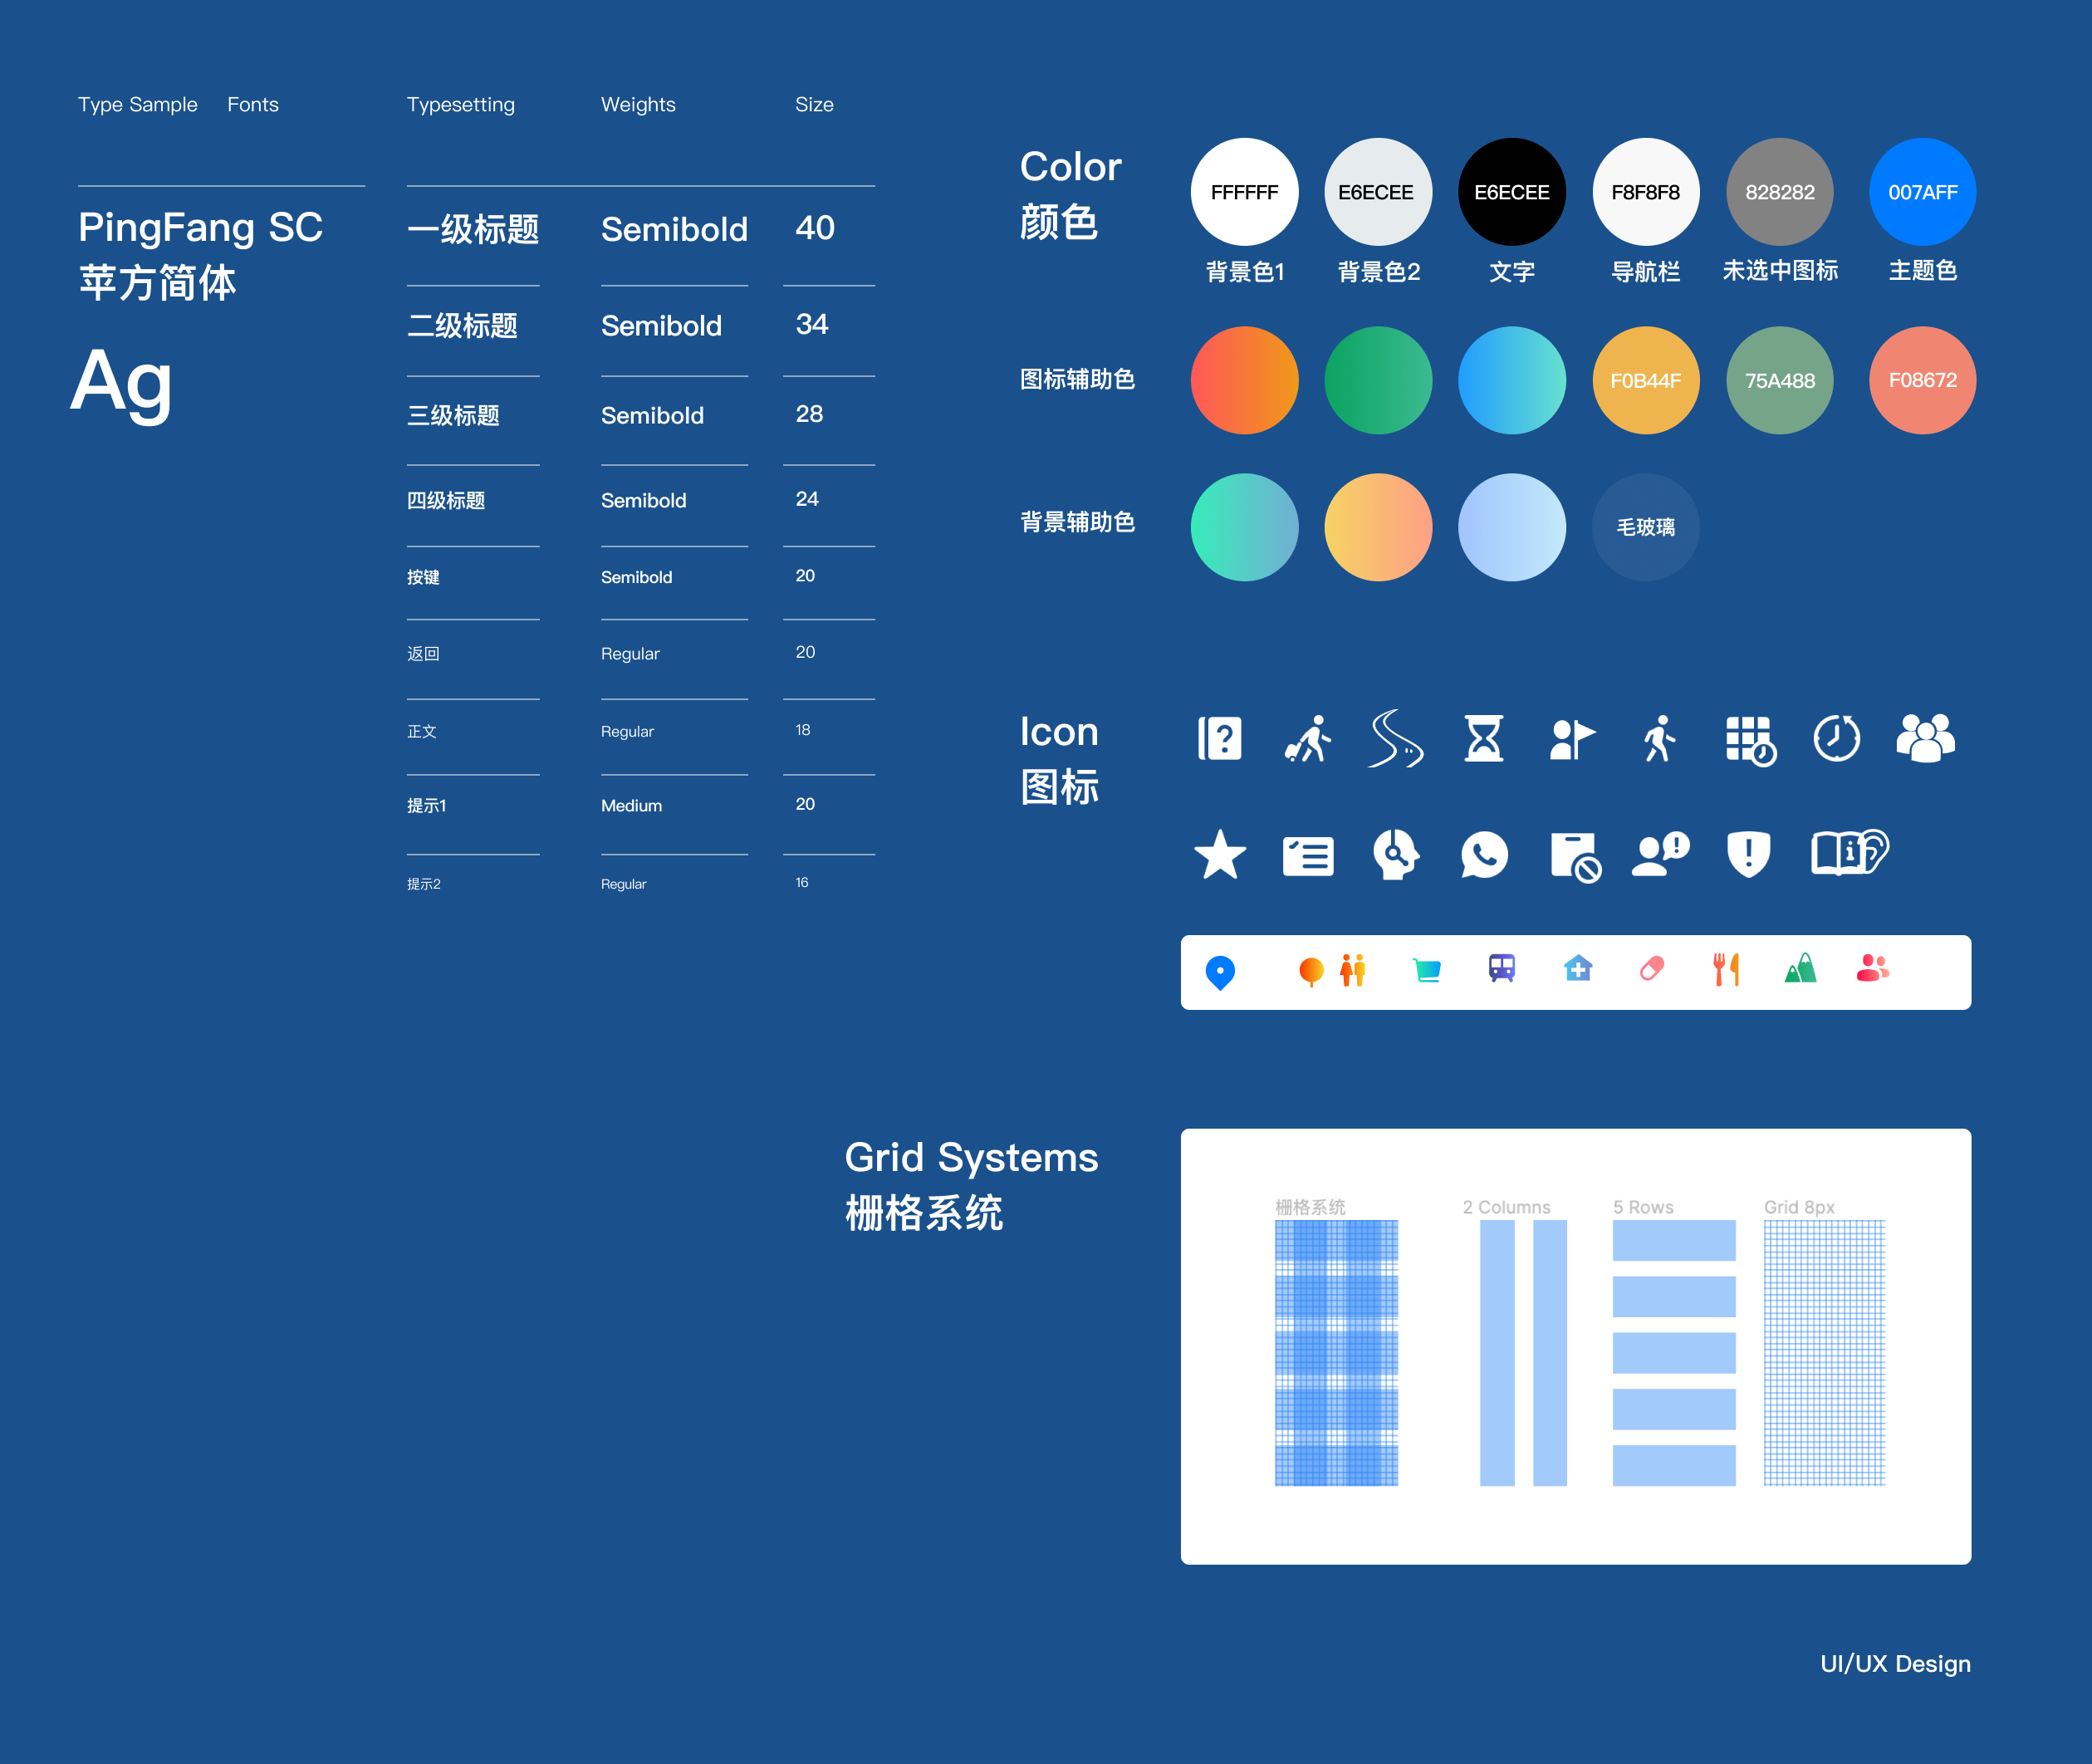 Type Sample Fonts Typesetting Weights Size
PingFang SC
苹方简体
Ag
一级标题 Semibold 40
二级标题 Semibold 34
三级标题 Semibold 28
四级标题 Semibold 24
按键 Semibold 20
返回 Regular 20
正文 Regular 18
提示1 Medium 20
提示2 Regular 16
Color
颜色
FFFFFF E6ECEE E6ECEE F8F8F8 828282 007AFF
背景色1 背景色2 文字 导航栏 未选中图标 主题色
图标辅助色 F0B44F 75A488 F08672
背景辅助色 毛玻璃
Icon
图标
Grid Systems
栅格系统
栅格系统 2 Columns 5 Rows Grid 8px
UI/UX Design